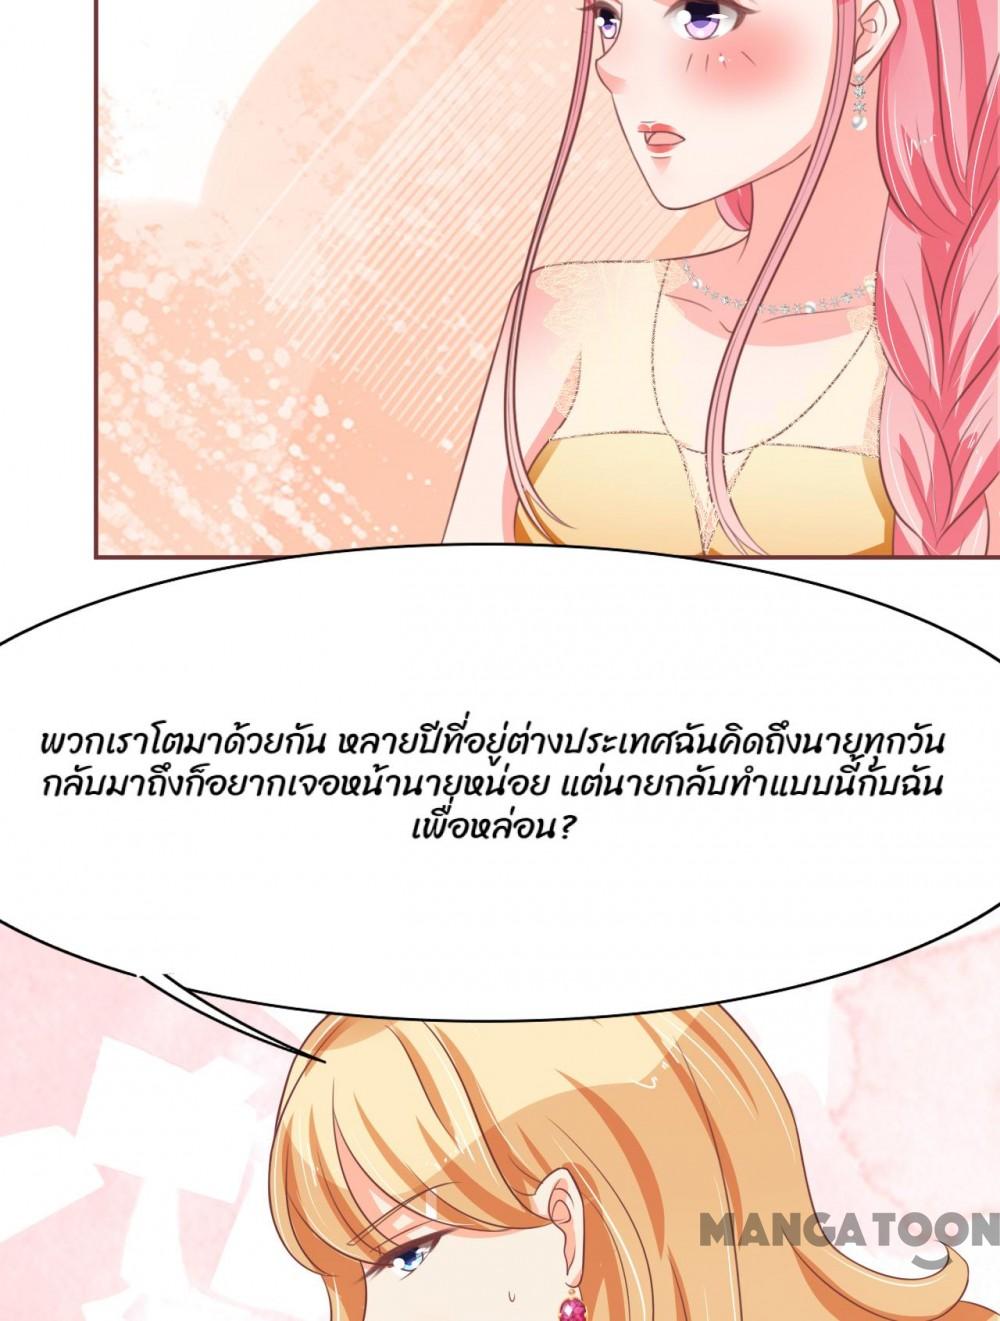 พวกเราโตมาด้วยกัน หลายปีที่อยู่ต่างประเทศฉันคิดถึงนายทุกวัน
กลับมาถึงก็อยากเจอหน้านายหน่อย แต่นายกลับทำแบบนี้กับฉัน
เพื่อหล่อน?
MANGATOON